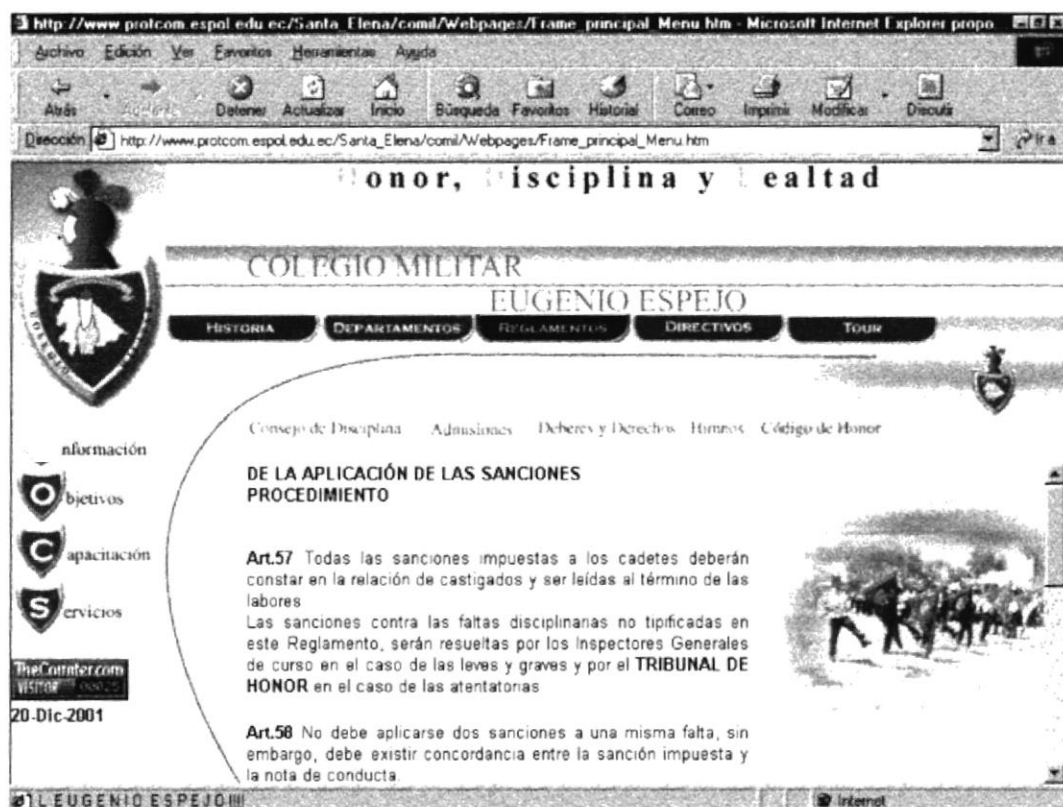 http://www.protcom.espol.edu.ec/Santa_Elena/comil/Webpages/Frame_principal_Menu.htm - Microsoft Internet Explorer propo
Archivo Edición Ver Favoritos Herramientas Ayuda
Atrás Detener Actualizar Inicio Búsqueda Favoritos Historial Correo Imprimir Modificar Discutir
Dirección http://www.protcom.espol.edu.ec/Santa_Elena/comil/Webpages/Frame_principal_Menu.htm Ir a
Honor, Disciplina y Lealtad
COLEGIO MILITAR
EUGENIO ESPEJO
HISTORIA DEPARTAMENTOS REGLAMENTOS DIRECTIVOS TOUR
Consejo de Disciplina Admisiones Deberes y Derechos Himnos Código de Honor
nformación
Objetivos
Capacitación
Servicios
TheCounter.com
VISITOR 00025
20-Dic-2001
DE LA APLICACIÓN DE LAS SANCIONES
PROCEDIMIENTO
Art.57 Todas las sanciones impuestas a los cadetes deberán
constar en la relación de castigados y ser leídas al término de las
labores
Las sanciones contra las faltas disciplinarias no tipificadas en
este Reglamento, serán resueltas por los Inspectores Generales
de curso en el caso de las leves y graves y por el TRIBUNAL DE
HONOR en el caso de las atentatorias
Art.58 No debe aplicarse dos sanciones a una misma falta, sin
embargo, debe existir concordancia entre la sanción impuesta y
la nota de conducta.
L EUGENIO ESPEJO!!!! Internet